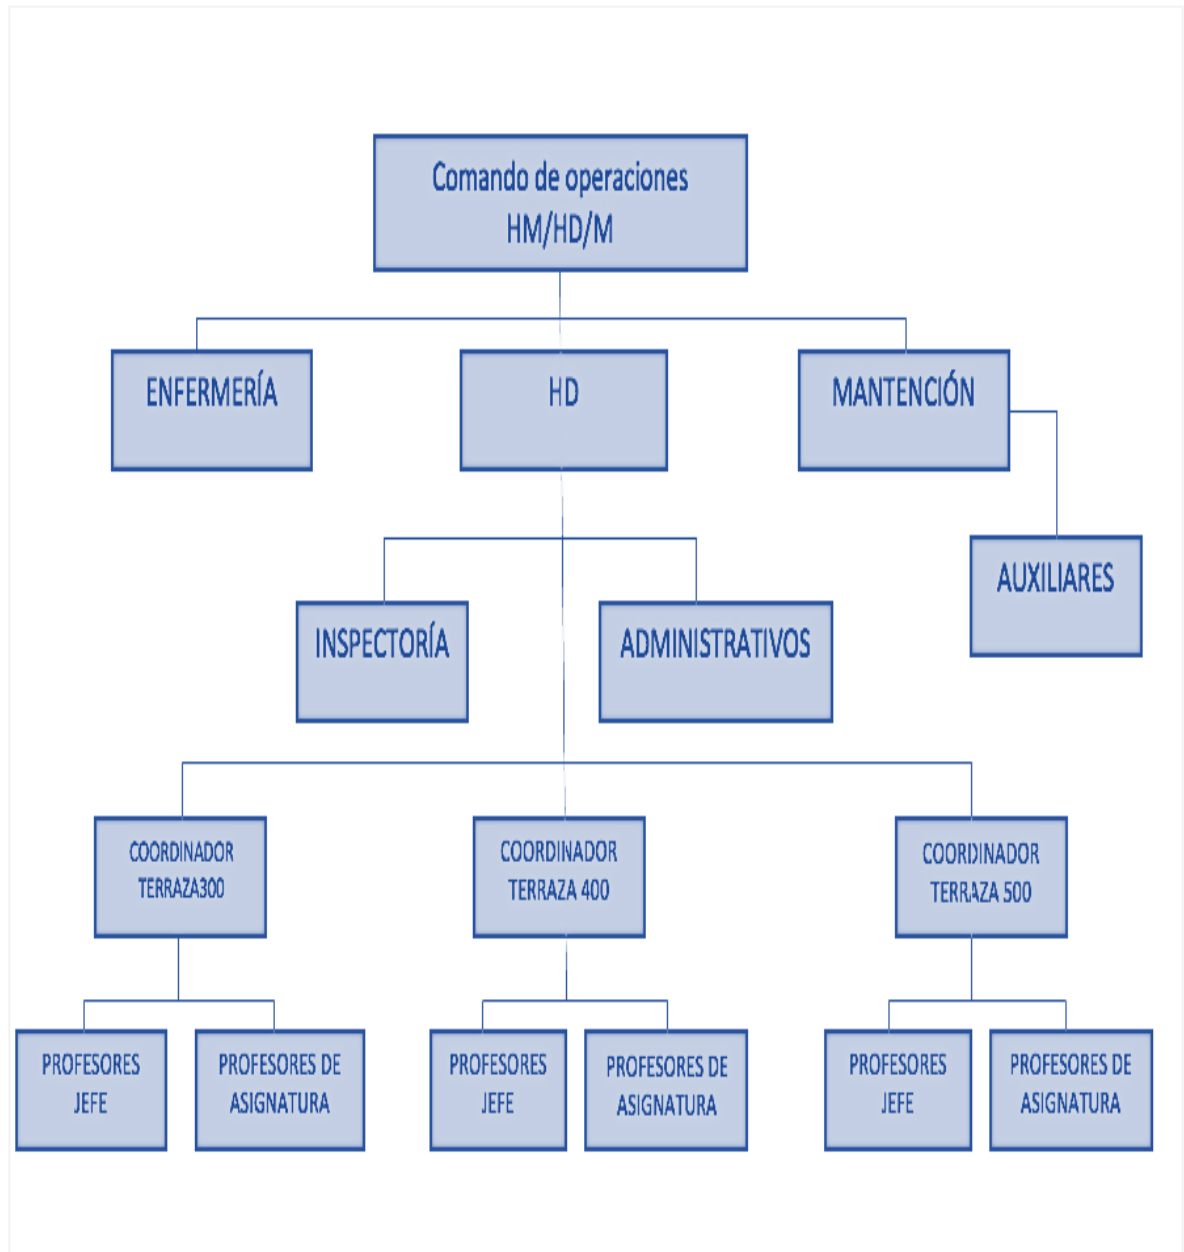 Comando de operaciones
HM/HD/M
ENFERMERÍA
HD
MANTENCIÓN
AUXILIARES
INSPECTORÍA
ADMINISTRATIVOS
COORDINADOR
TERRAZA300
COORDINADOR
TERRAZA 400
COORDINADOR
TERRAZA 500
PROFESORES
JEFE
PROFESORES DE
ASIGNATURA
PROFESORES
JEFE
PROFESORES DE
ASIGNATURA
PROFESORES
JEFE
PROFESORES DE
ASIGNATURA